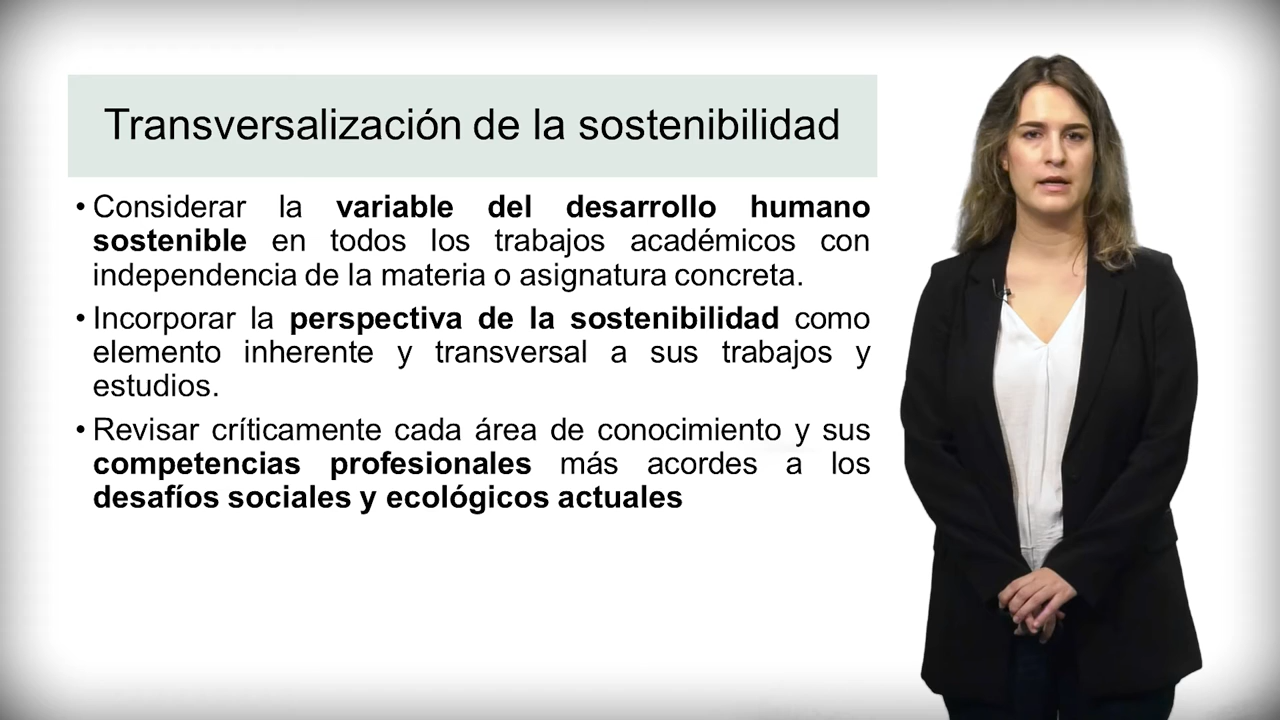 Transversalización de la sostenibilidad
• Considerar la variable del desarrollo humano
sostenible en todos los trabajos académicos con
independencia de la materia o asignatura concreta.
• Incorporar la perspectiva de la sostenibilidad como
elemento inherente y transversal a sus trabajos y
estudios.
• Revisar críticamente cada área de conocimiento y sus
competencias profesionales más acordes a los
desafíos sociales y ecológicos actuales